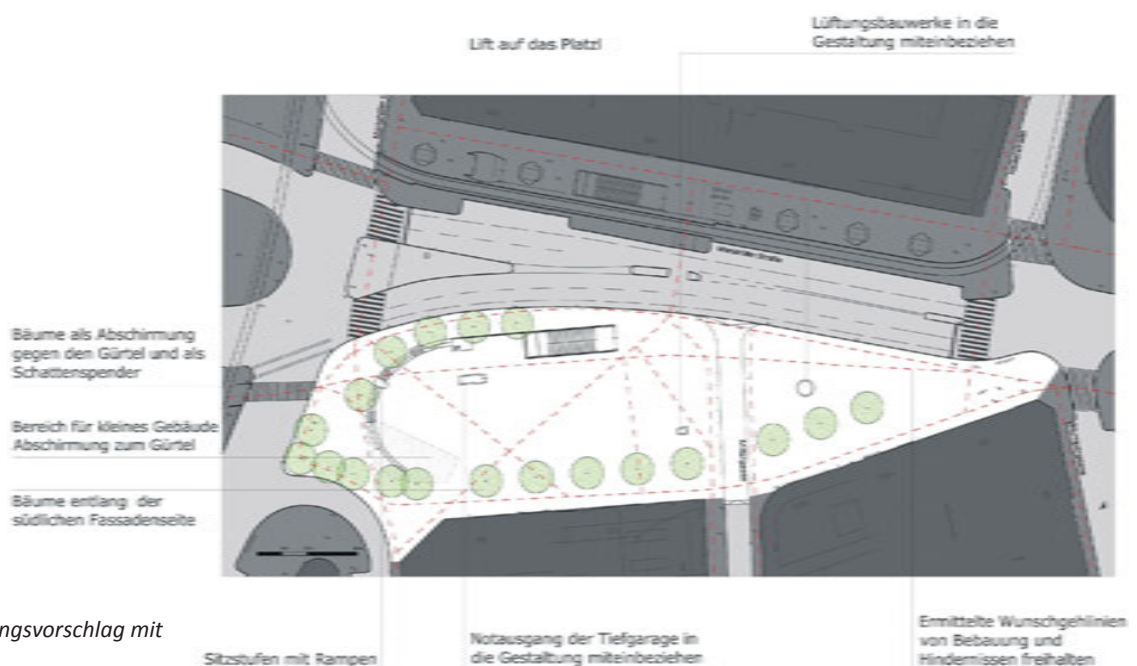 Lüftungsbauwerke in die
Gestaltung miteinbeziehen
Lift auf das Platzl
Bäume als Abschirmung
gegen den Gürtel und als
Schattenspender
Bereich für kleines Gebäude
Abschirmung zum Gürtel
Bäume entlang der
südlichen Fassadenseite
ngsvorschlag mit
Sitzstufen mit Rampen
Notausgang der Tiefgarage in
die Gestaltung miteinbeziehen
Ermittelte Wunschgehlinien
von Bebauung und
Hindernissen freihalten